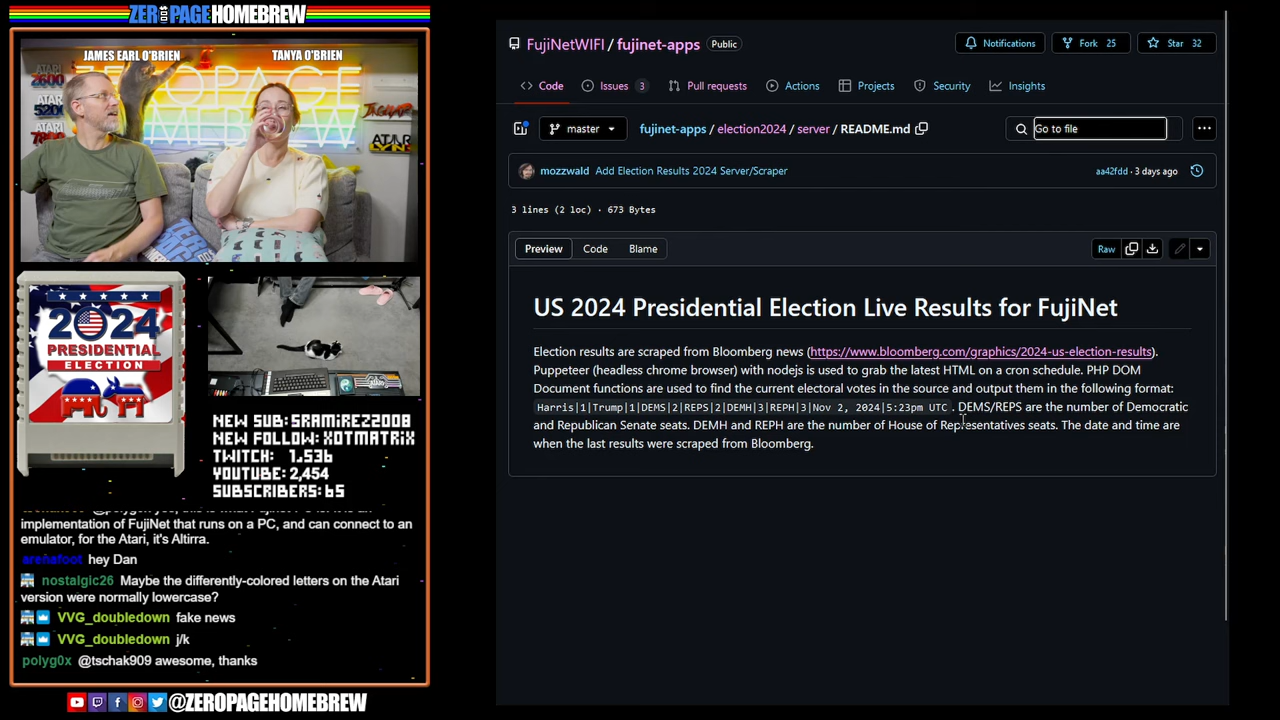 ZEROPAGE HOMEBREW
JAMES EARL O'BRIEN
TANYA O'BRIEN
ATARI
2600
ATARI
5200
ATARI
JAGUAR
ATARI
2024
PRESIDENTIAL
ELECTION
NEW SUB: SRAMIREZ2008
NEW FOLLOW: XOTMATRIX
TWITCH: 1,536
YOUTUBE: 2,454
SUBSCRIBERS: 65
implementation of FujiNet that runs on a PC, and can connect to an
emulator, for the Atari, it's Altirra.
arenafoot hey Dan
nostalgic26 Maybe the differently-colored letters on the Atari
version were normally lowercase?
VVG_doubledown fake news
VVG_doubledown j/k
polyg0x @tschak909 awesome, thanks
@ZEROPAGEHOMEBREW
FujiNetWIFI / fujinet-apps Public
Notifications Fork 25 Star 32
Code Issues 3 Pull requests Actions Projects Security Insights
master fujinet-apps / election2024 / server / README.md Go to file
mozzwald Add Election Results 2024 Server/Scraper aa42fdd · 3 days ago
3 lines (2 loc) · 673 Bytes
Preview Code Blame Raw
US 2024 Presidential Election Live Results for FujiNet
Election results are scraped from Bloomberg news (https://www.bloomberg.com/graphics/2024-us-election-results).
Puppeteer (headless chrome browser) with nodejs is used to grab the latest HTML on a cron schedule. PHP DOM
Document functions are used to find the current electoral votes in the source and output them in the following format:
Harris|1|Trump|1|DEMS|2|REPS|2|DEMH|3|REPH|3|Nov 2, 2024|5:23pm UTC . DEMS/REPS are the number of Democratic
and Republican Senate seats. DEMH and REPH are the number of House of Representatives seats. The date and time are
when the last results were scraped from Bloomberg.